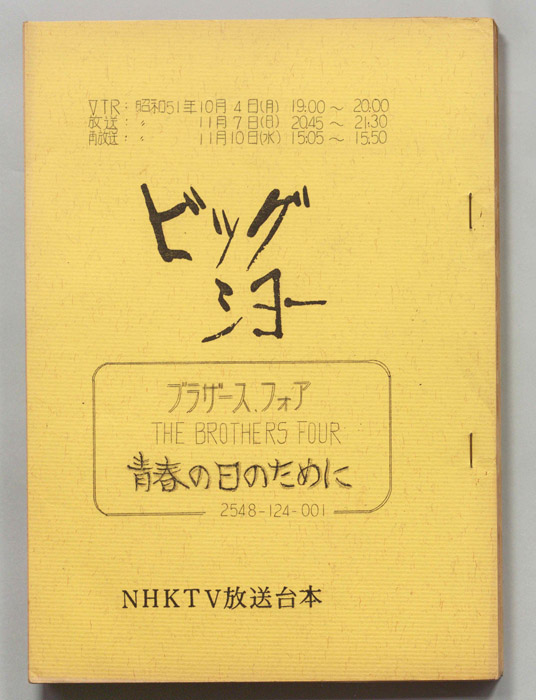 VTR: 昭和51年10月4日(月) 19:00～20:00
放送: 〃 11月7日(日) 20:45～21:30
再放送: 〃 11月10日(水) 15:05～15:50
ビッグ
ショー
ブラザース、フォア
THE BROTHERS FOUR
青春の日のために
2548-124-001
NHKTV放送台本